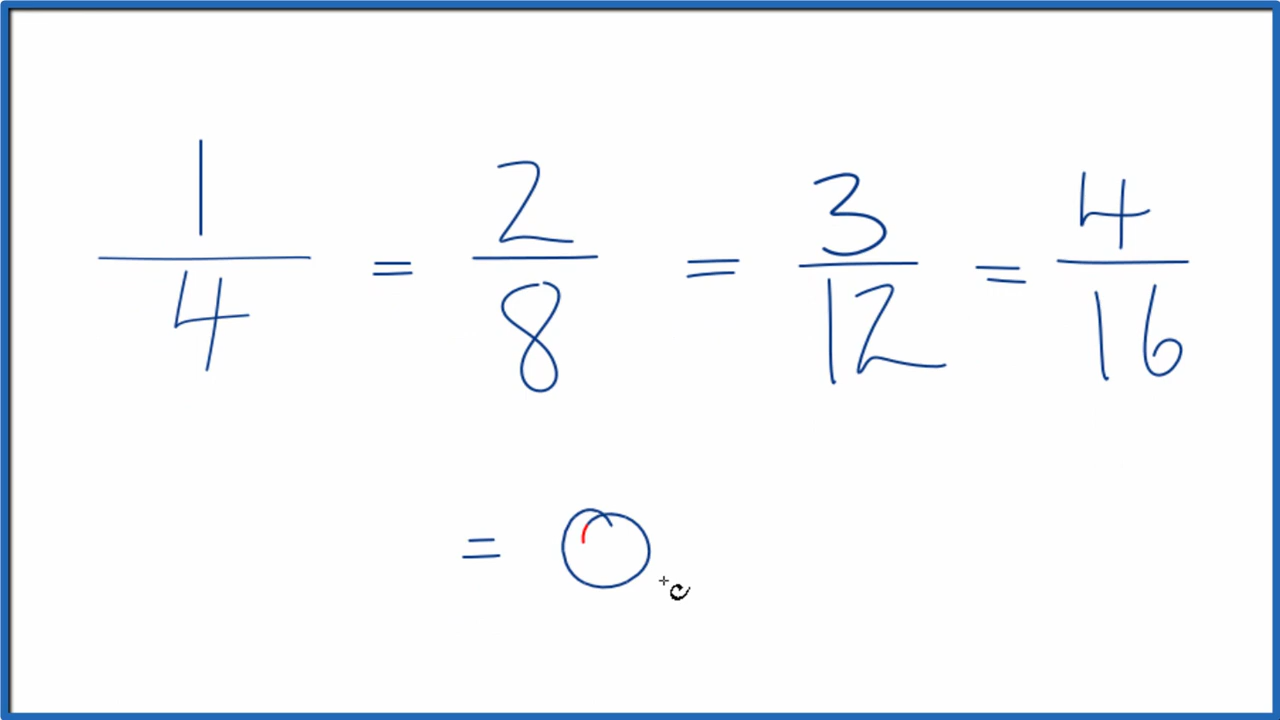 1/4 = 2/8 = 3/12 = 4/16
= 0